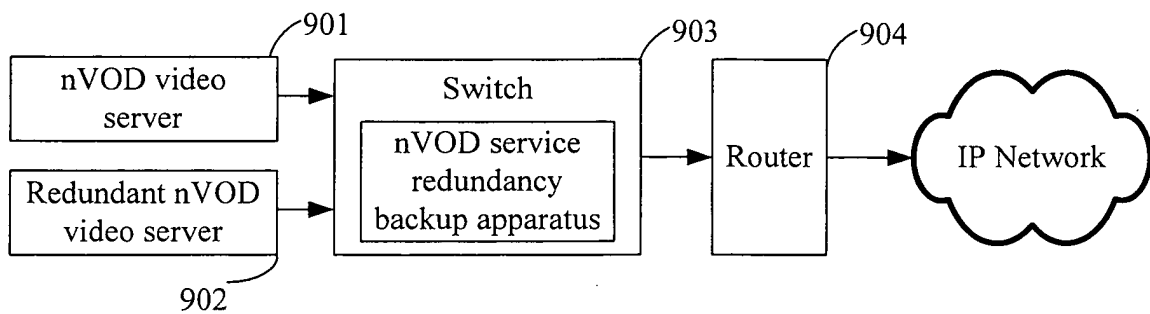 901
nVOD video
server
Redundant nVOD
video server
902
903
Switch
nVOD service
redundancy
backup apparatus
904
Router
IP Network